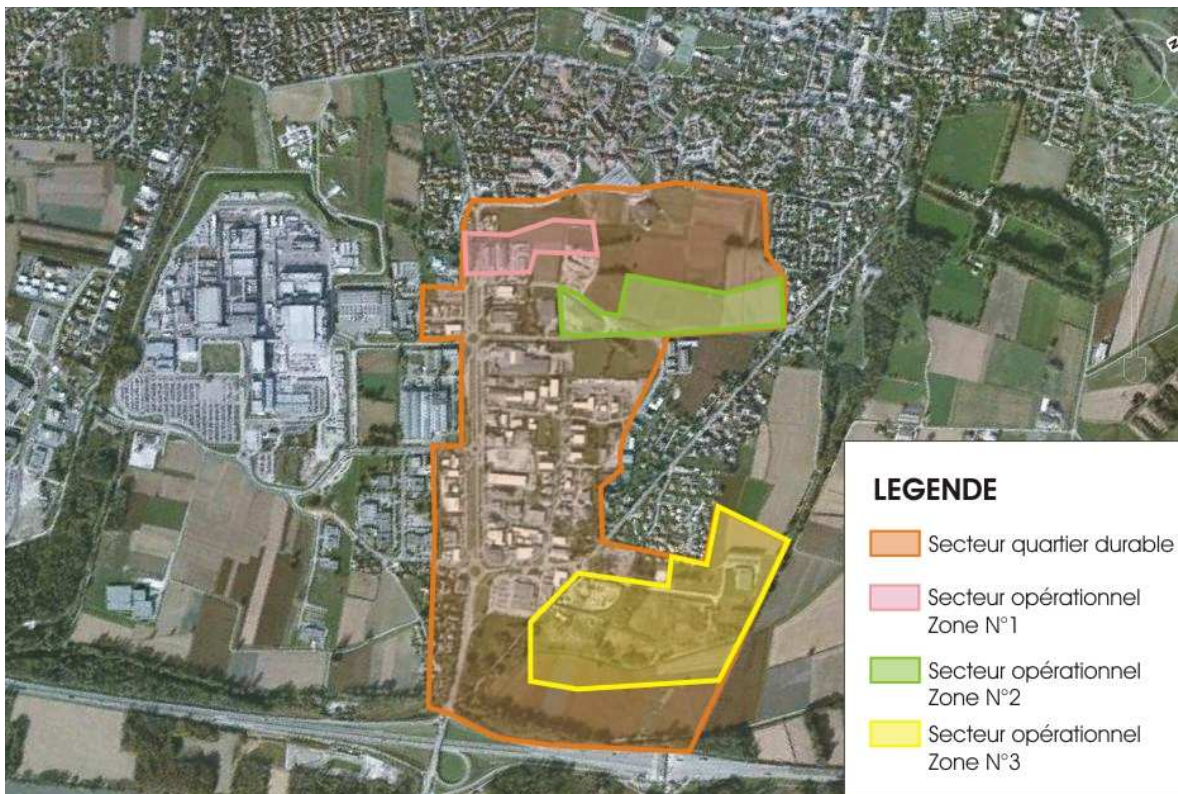 N
LEGENDE
Secteur quartier durable
Secteur opérationnel
Zone N°1
Secteur opérationnel
Zone N°2
Secteur opérationnel
Zone N°3